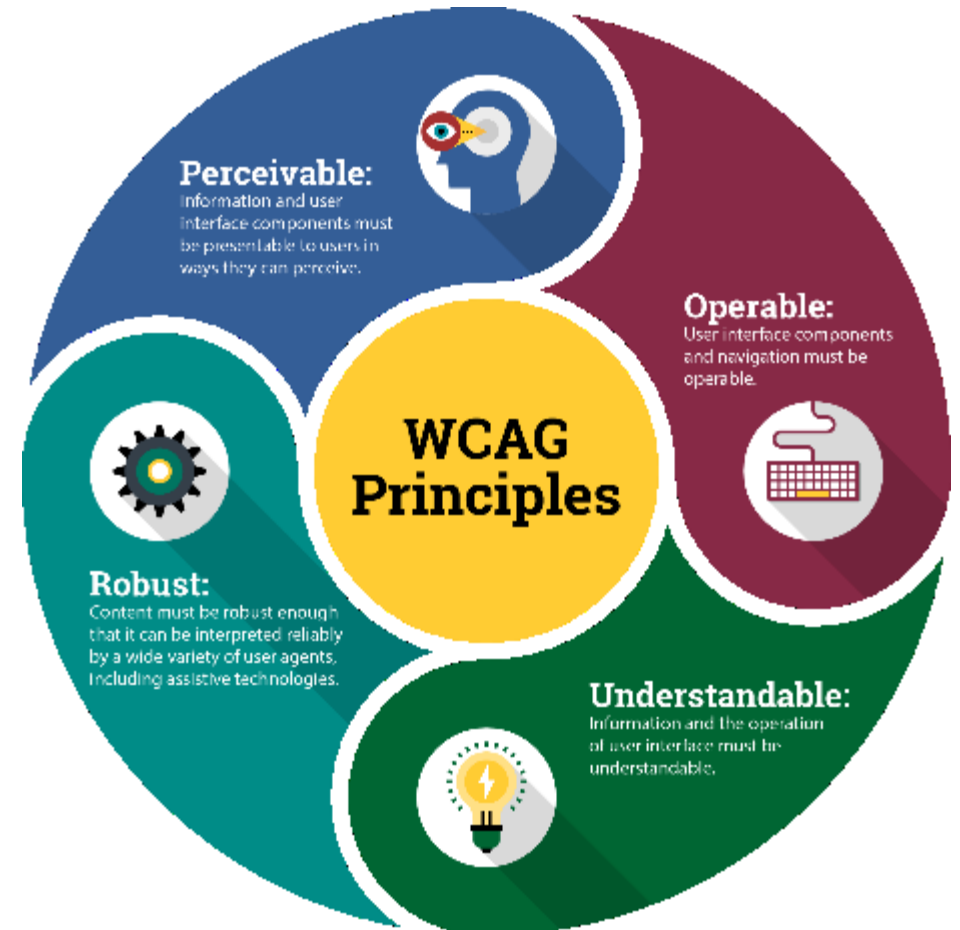 Perceivable:
Information and user
interface components must
be presentable to users in
ways they can perceive.
Operable:
User interface components
and navigation must be
operable.
WCAG
Principles
Robust:
Content must be robust enough
that it can be interpreted reliably
by a wide variety of user agents,
including assistive technologies.
Understandable:
Information and the operation
of user interface must be
understandable.